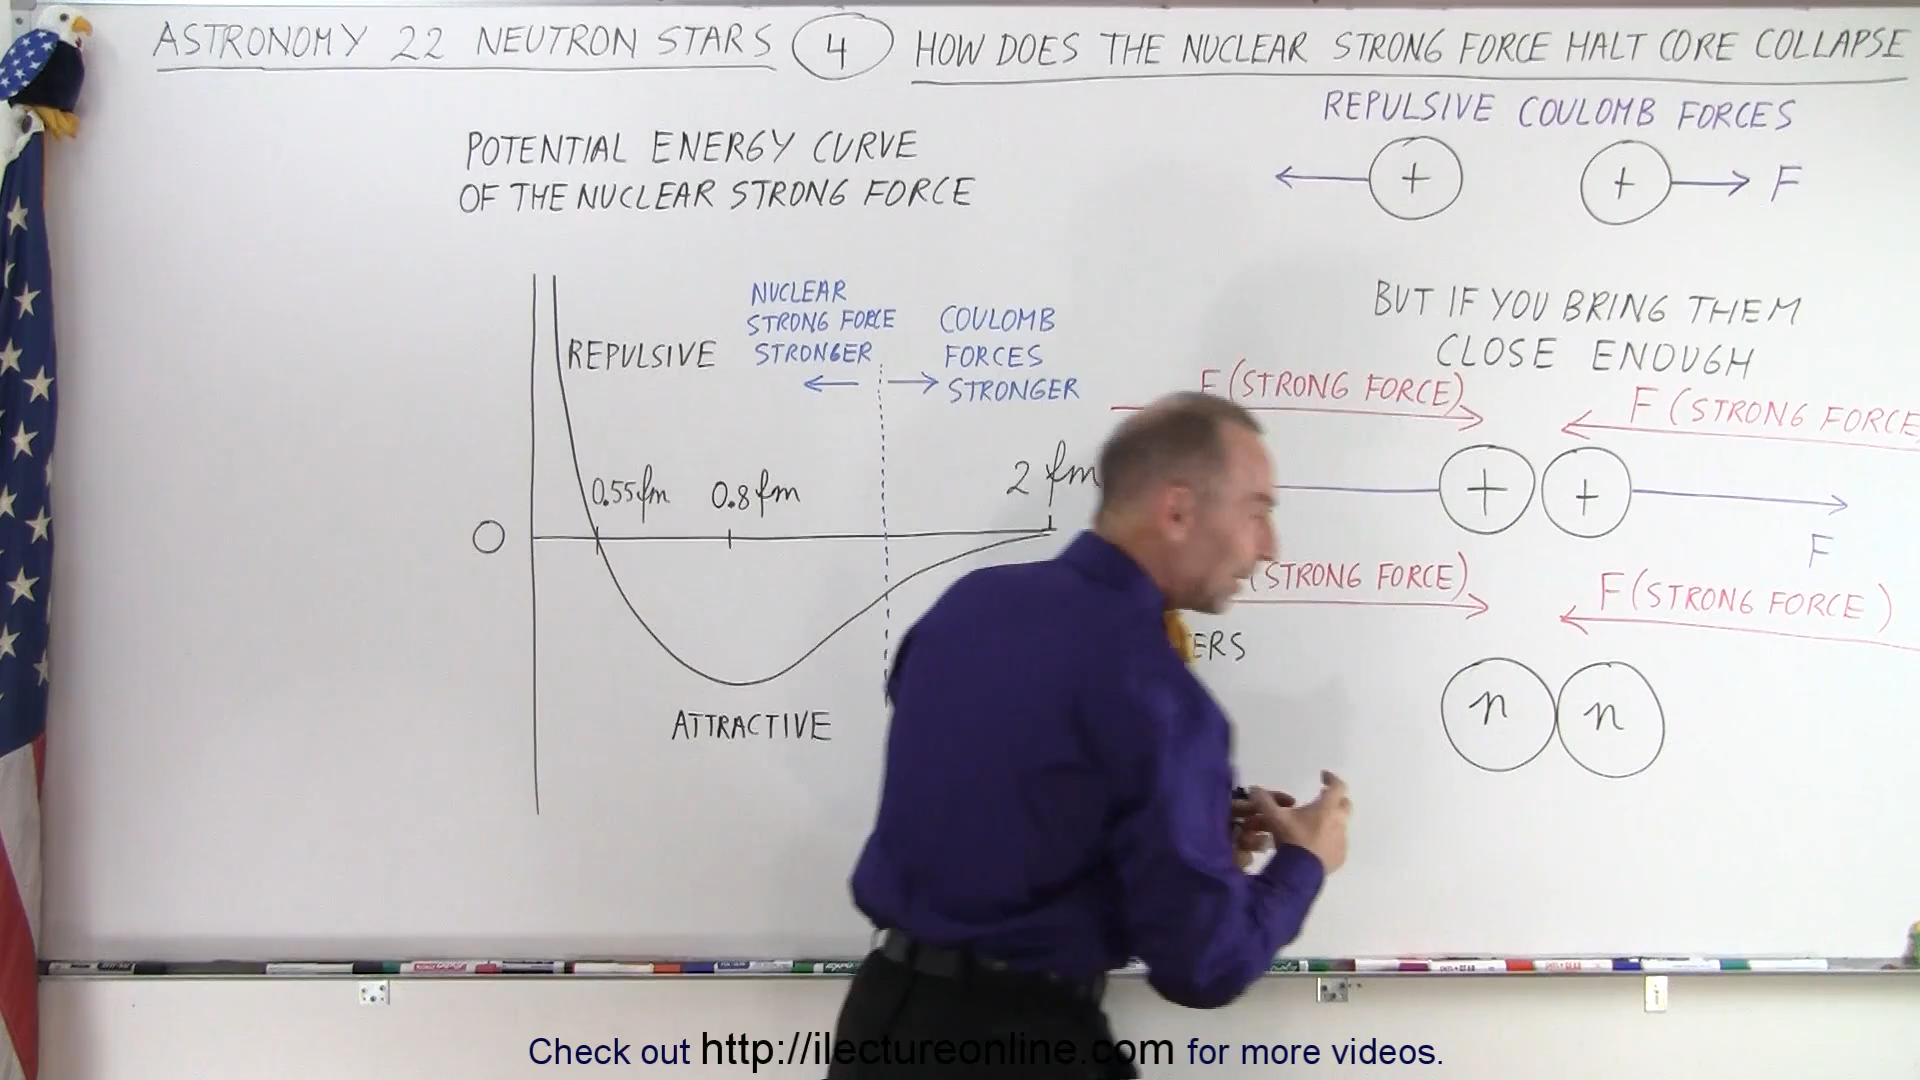 ASTRONOMY 22 NEUTRON STARS 4 HOW DOES THE NUCLEAR STRONG FORCE HALT CORE COLLAPSE
POTENTIAL ENERGY CURVE
OF THE NUCLEAR STRONG FORCE
REPULSIVE
NUCLEAR
STRONG FORCE
STRONGER
COULOMB
FORCES
STRONGER
0.55fm
0.8fm
2 fm
O
ATTRACTIVE
REPULSIVE COULOMB FORCES
+ +
F
BUT IF YOU BRING THEM
CLOSE ENOUGH
F (STRONG FORCE)
F (STRONG FORCE
+ +
F
(STRONG FORCE)
F (STRONG FORCE)
n n
Check out http://ilectureonline.com for more videos.